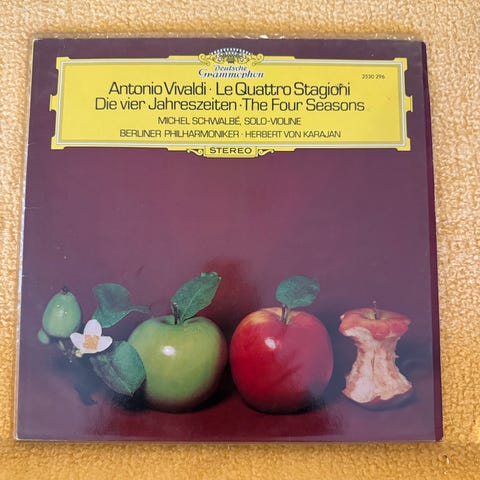 Deutsche
Grammophon
2530 296
Antonio Vivaldi · Le Quattro Stagioni
Die vier Jahreszeiten · The Four Seasons
MICHEL SCHWALBÉ, SOLO-VIOLINE
BERLINER PHILHARMONIKER · HERBERT VON KARAJAN
STEREO